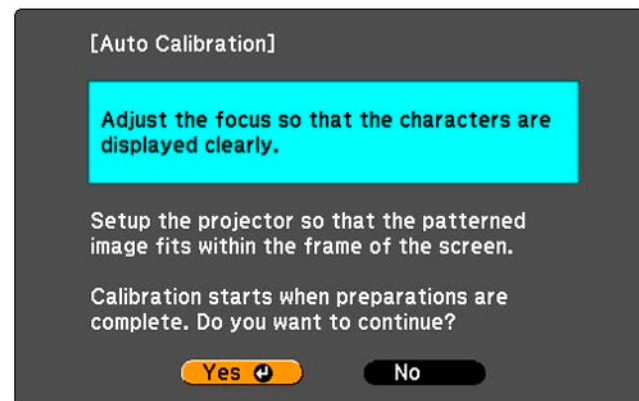 [Auto Calibration]
Adjust the focus so that the characters are
displayed clearly.
Setup the projector so that the patterned
image fits within the frame of the screen.
Calibration starts when preparations are
complete. Do you want to continue?
Yes No